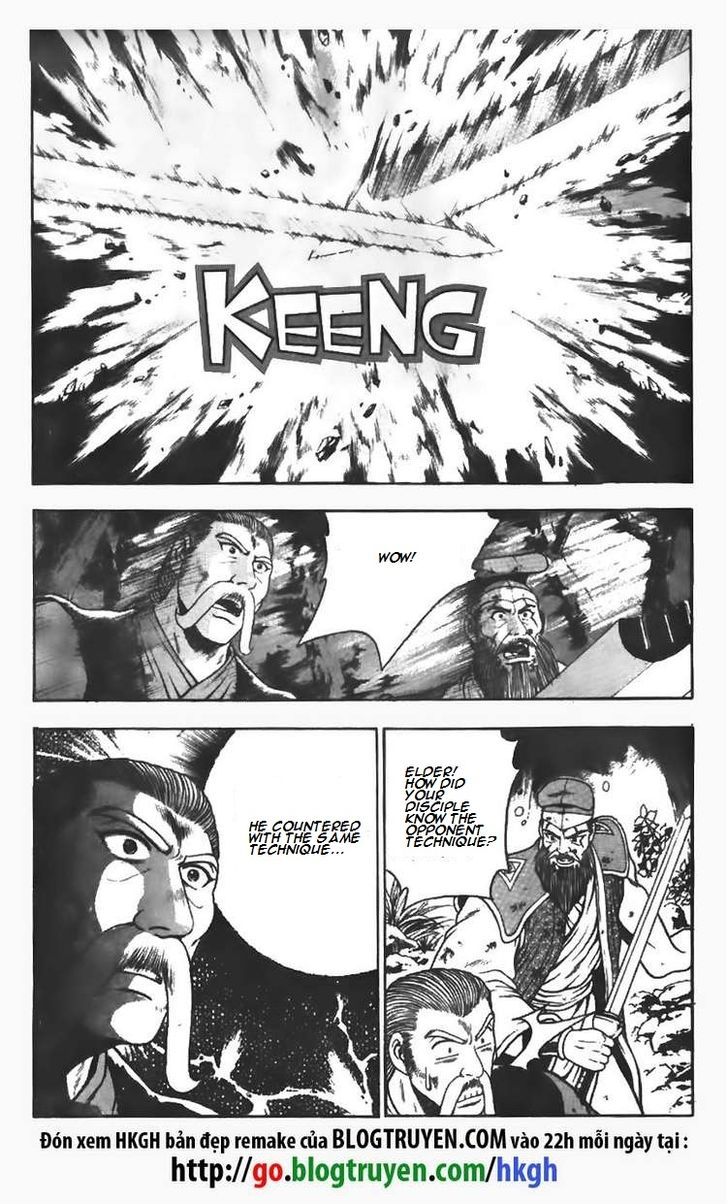 KEENG
WOW!
HE COUNTERED
WITH THE SAME
TECHNIQUE...
ELDER!
HOW DID
YOUR
DISCIPLE
KNOW THE
OPPONENT
TECHNIQUE?
Đón xem HKGH bản đẹp remake của BLOGTRUYEN.COM vào 22h mỗi ngày tại :
http://go.blogtruyen.com/hkgh